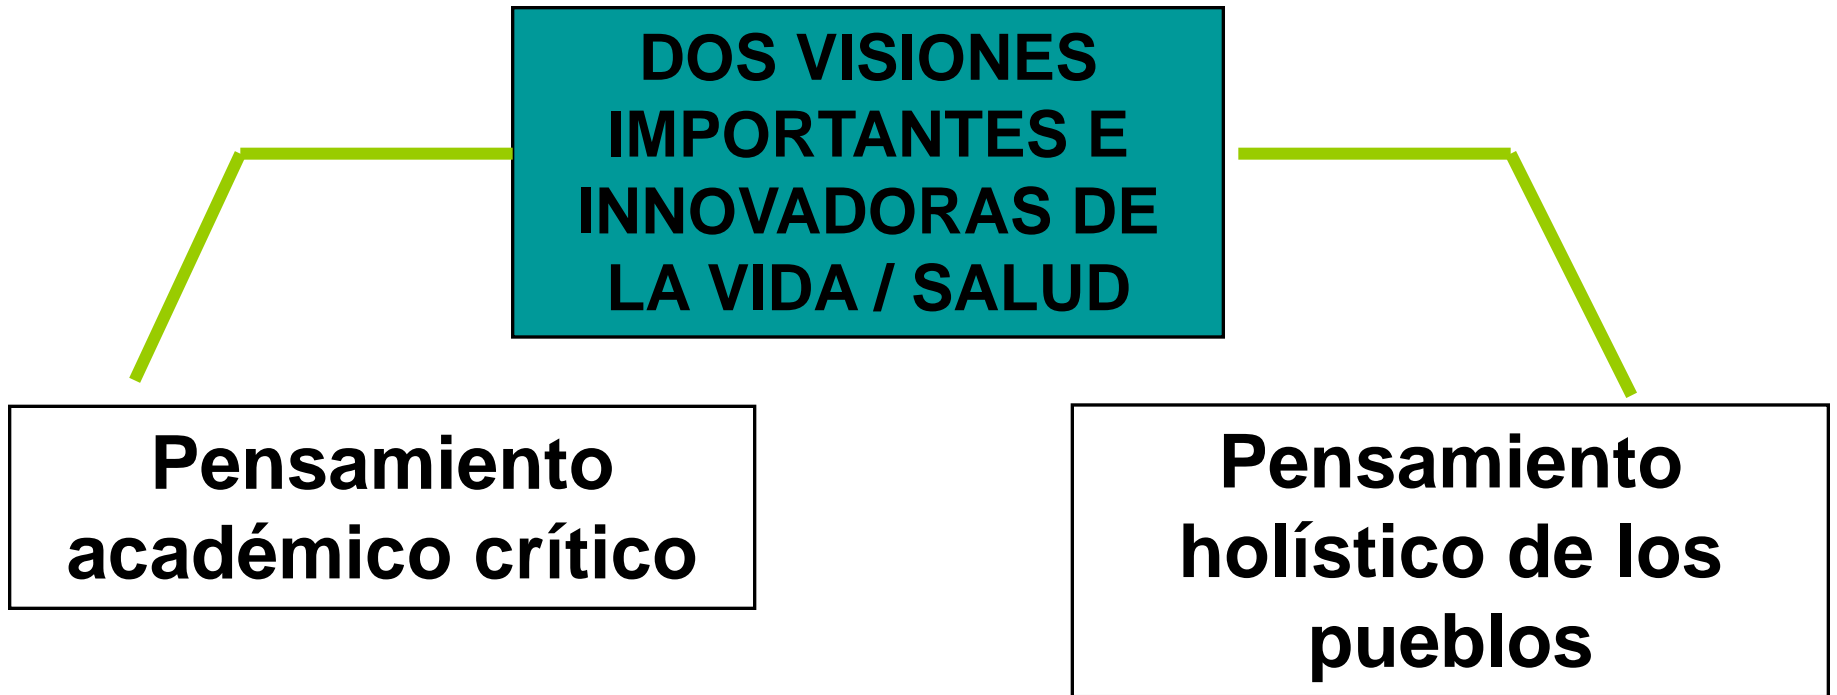 DOS VISIONES
IMPORTANTES E
INNOVADORAS DE
LA VIDA / SALUD
Pensamiento
académico crítico
Pensamiento
holístico de los
pueblos